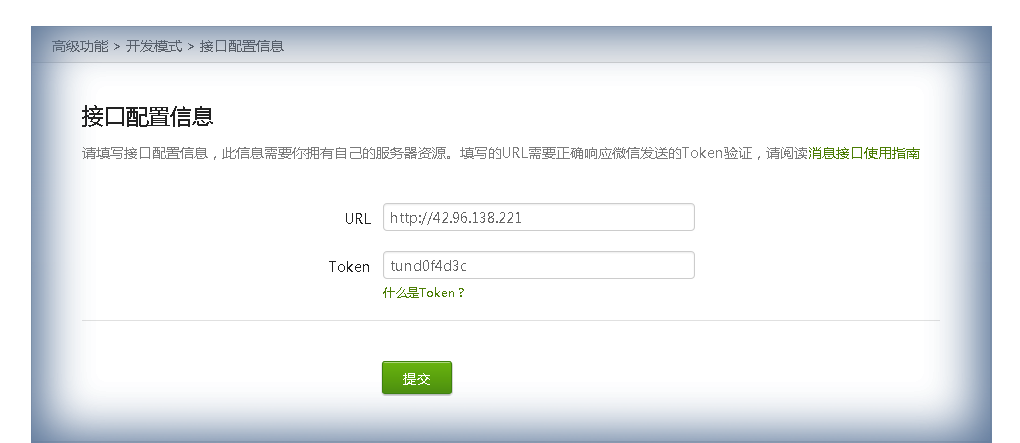 高级功能 > 开发模式 > 接口配置信息
接口配置信息
请填写接口配置信息，此信息需要你拥有自己的服务器资源。填写的URL需要正确响应微信发送的Token验证，请阅读消息接口使用指南
URL http://42.96.138.221
Token tund0f4d3c
什么是Token？
提交